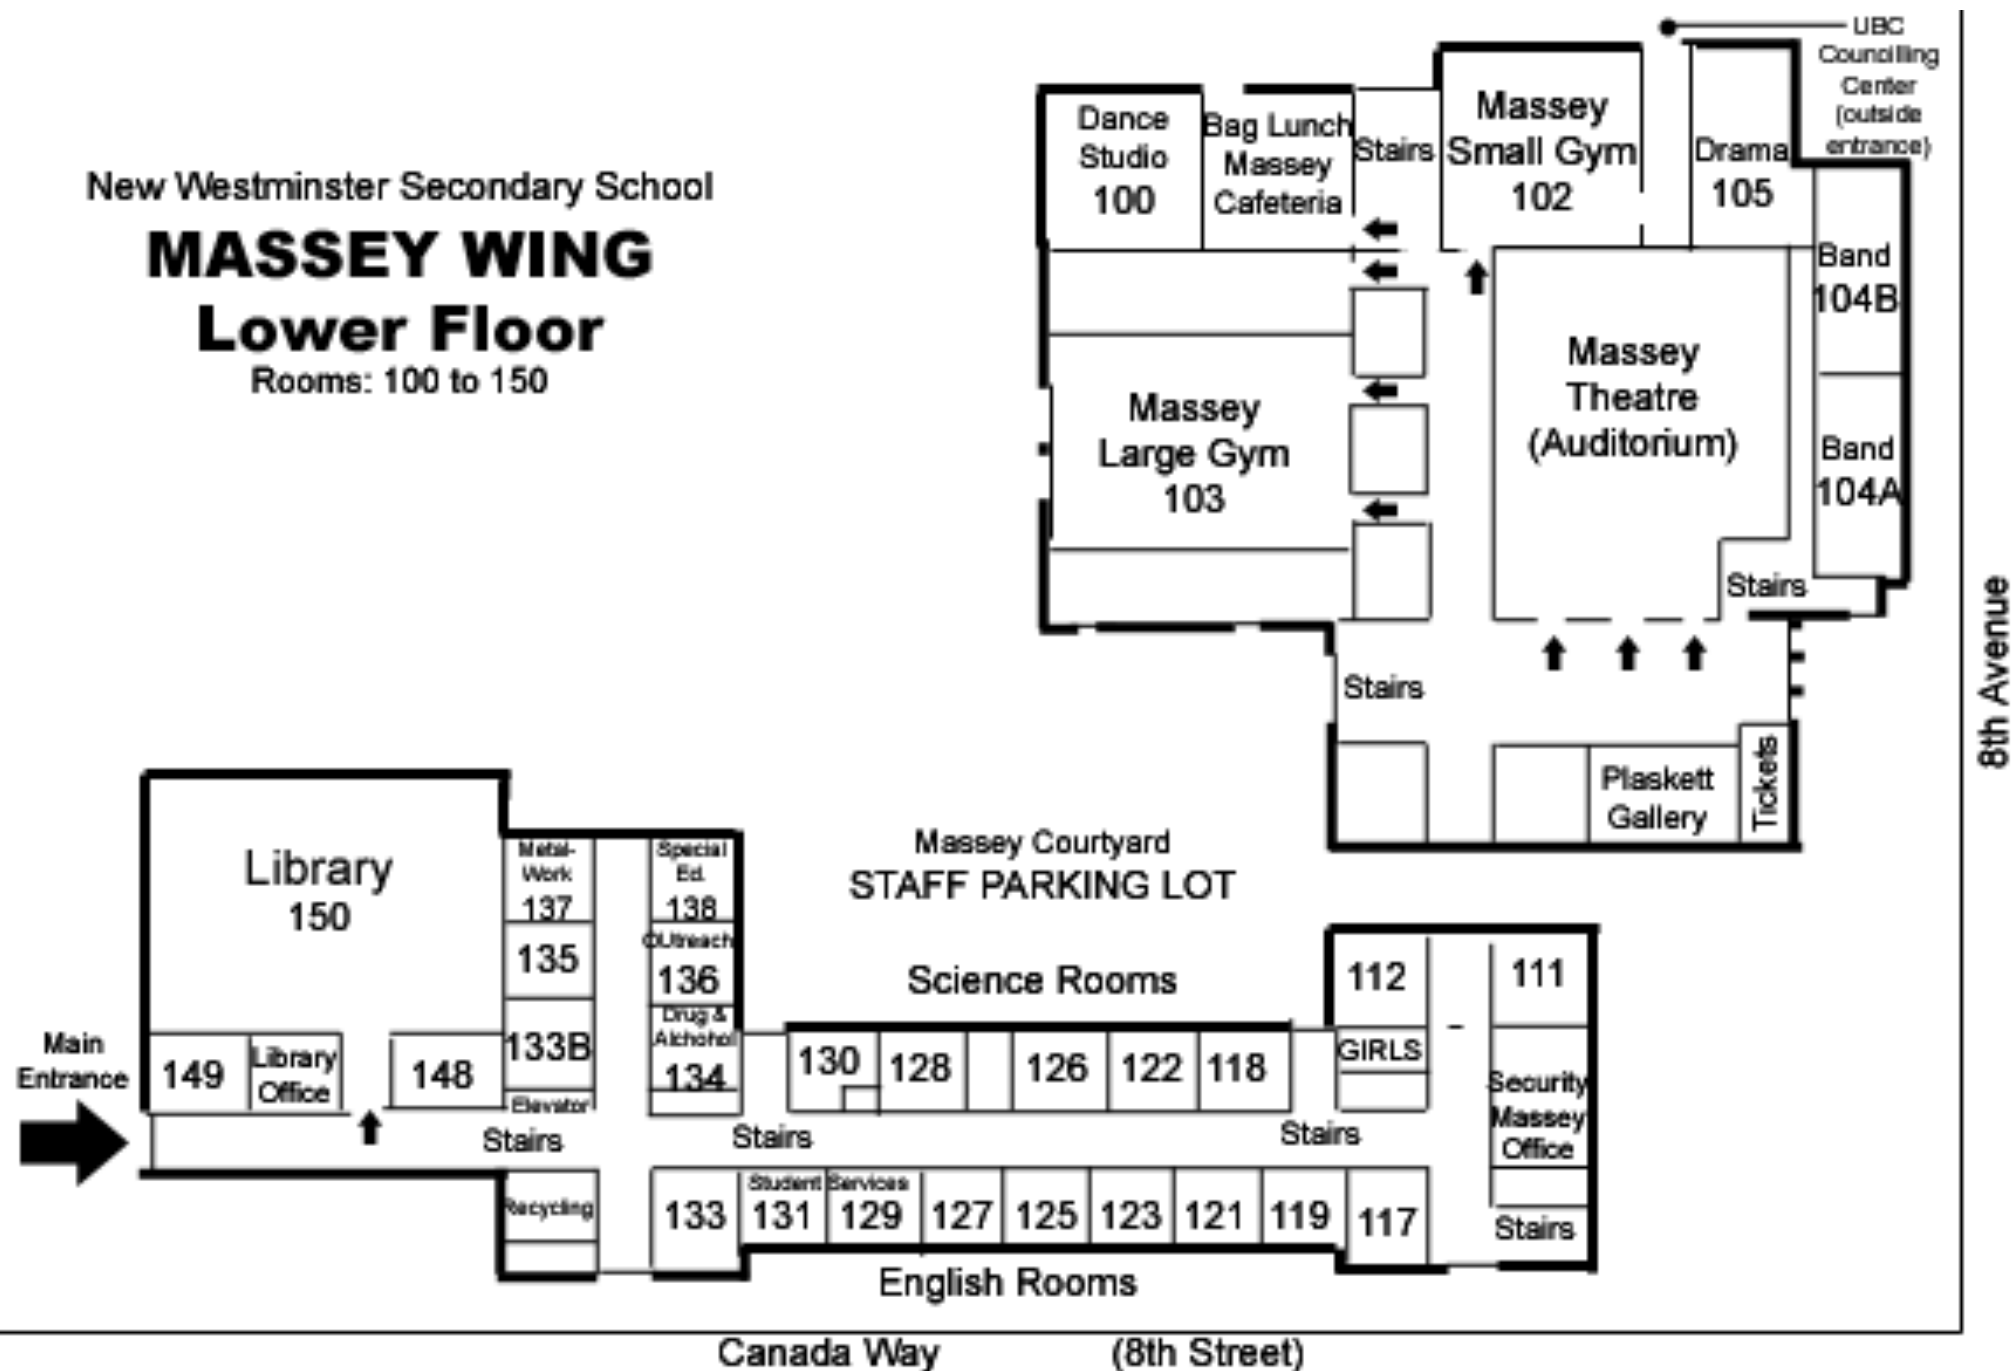 UBC
Councilling
Center
(outside
entrance)
New Westminster Secondary School
MASSEY WING
Lower Floor
Rooms: 100 to 150
Dance
Studio
100
Bag Lunch
Massey
Cafeteria
Stairs
Massey
Small Gym
102
Drama
105
Band
104B
Massey
Large Gym
103
Massey
Theatre
(Auditorium)
Band
104A
Stairs
8th Avenue
Stairs
Plaskett
Gallery
Tickets
Massey Courtyard
STAFF PARKING LOT
Library
150
Metal-
Work
137
Special
Ed.
138
135
OUtreach
136
133B
Drug &
Alchohol
134
Main
Entrance
149
Library
Office
148
Elevator
Stairs
Science Rooms
130
128
126
122
118
112
GIRLS
111
Security
Massey
Office
Stairs
Stairs
Recycling
133
Student Services
131
129
127
125
123
121
119
117
Stairs
English Rooms
Canada Way (8th Street)